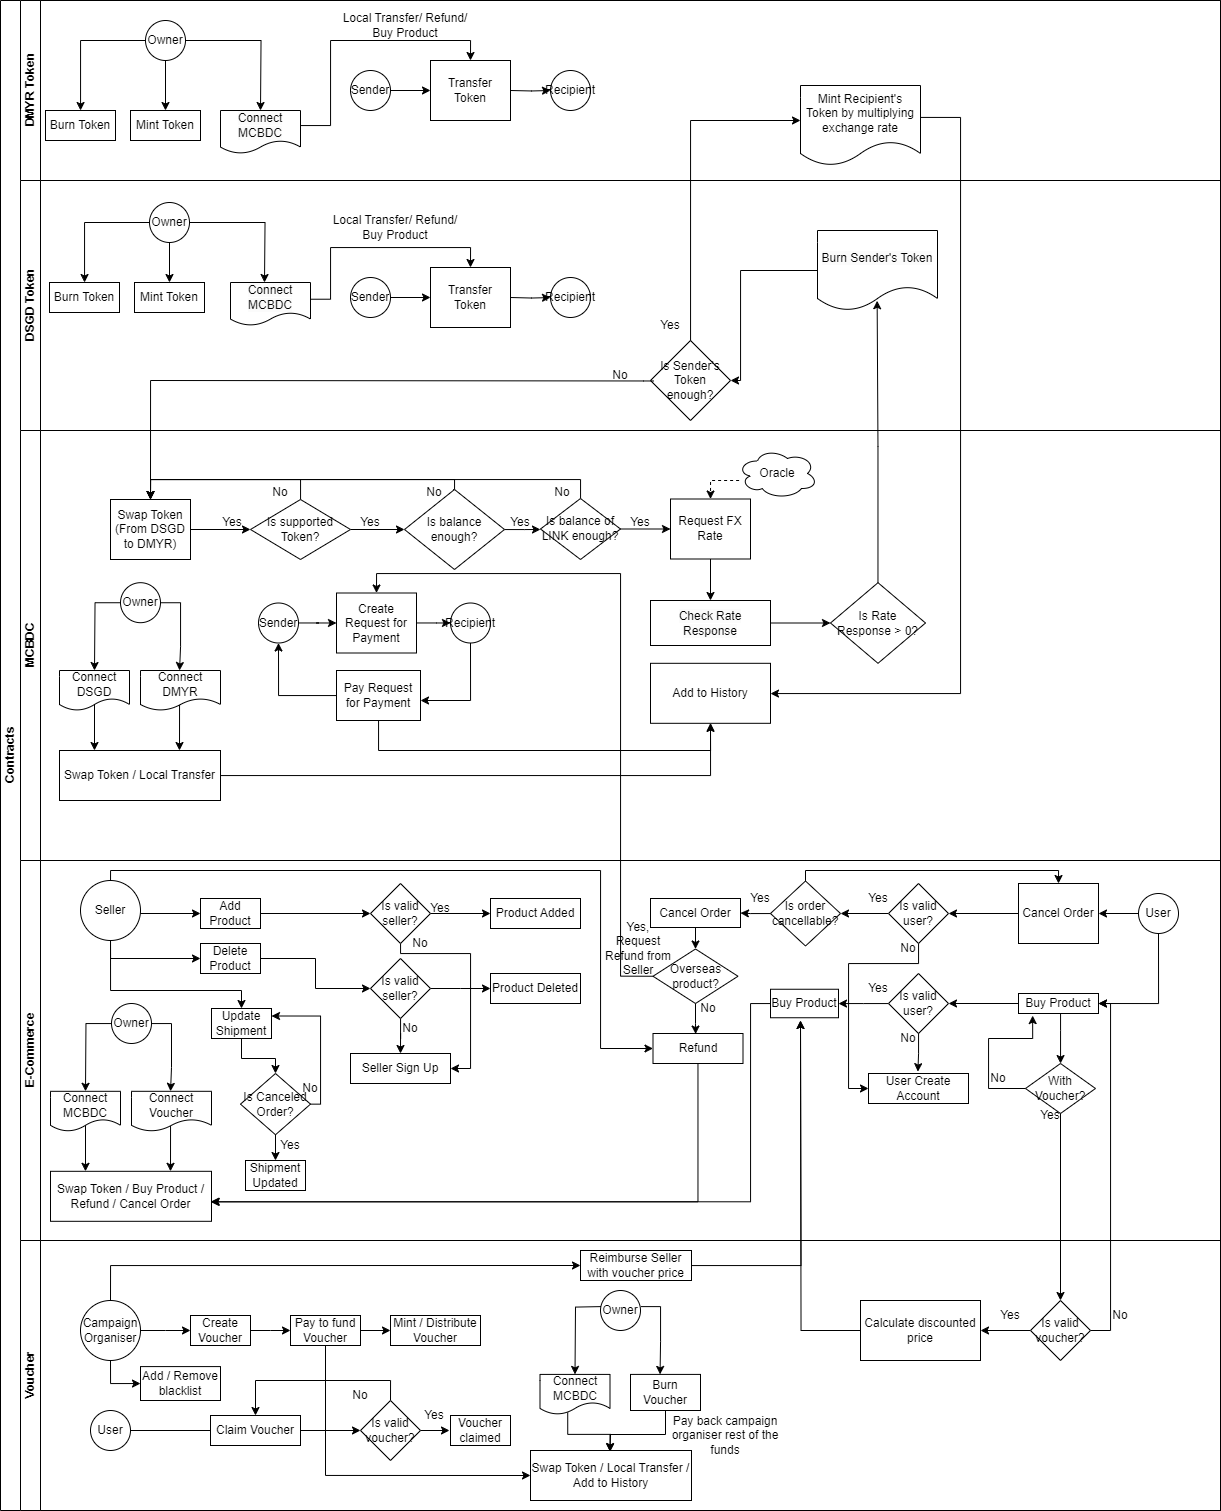 Contracts
DMYR Token
Owner
Burn Token
Mint Token
Connect
MCBDC
Local Transfer/ Refund/
Buy Product
Sender
Transfer
Token
Recipient
Mint Recipient's
Token by multiplying
exchange rate
DSGD Token
Owner
Burn Token
Mint Token
Connect
MCBDC
Local Transfer/ Refund/
Buy Product
Sender
Transfer
Token
Recipient
Burn Sender's Token
Yes
Is Sender's
Token
enough?
No
MCBDC
Swap Token
(From DSGD
to DMYR)
Yes
No
Is supported
Token?
Yes
No
Is balance
enough?
Yes
No
Is balance of
LINK enough?
Yes
Request FX
Rate
Oracle
Check Rate
Response
Is Rate
Response > 0?
Owner
Connect
DSGD
Connect
DMYR
Swap Token / Local Transfer
Sender
Create
Request for
Payment
Recipient
Pay Request
for Payment
Add to History
E-Commerce
Seller
Add
Product
Is valid
seller?
Yes
Product Added
No
Delete
Product
Is valid
seller?
Product Deleted
No
Seller Sign Up
Update
Shipment
Is Canceled
Order?
No
Yes
Shipment
Updated
Owner
Connect
MCBDC
Connect
Voucher
Swap Token / Buy Product /
Refund / Cancel Order
Yes,
Request
Refund from
Seller
Cancel Order
Yes
Is order
cancellable?
Yes
Is valid
user?
No
Cancel Order
User
Overseas
product?
No
Refund
Buy Product
Yes
Is valid
user?
No
User Create
Account
Buy Product
With
Voucher?
No
Yes
Voucher
Reimburse Seller
with voucher price
Campaign
Organiser
Create
Voucher
Pay to fund
Voucher
Mint / Distribute
Voucher
Add / Remove
blacklist
User
Claim Voucher
No
Is valid
voucher?
Yes
Voucher
claimed
Owner
Connect
MCBDC
Burn
Voucher
Pay back campaign
organiser rest of the
funds
Swap Token / Local Transfer /
Add to History
Calculate discounted
price
Yes
Is valid
voucher?
No